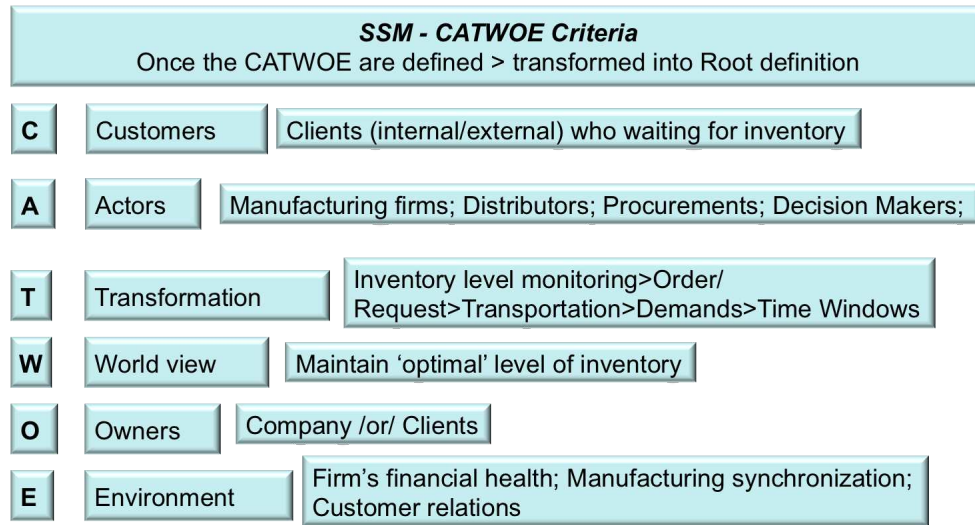 SSM - CATWOE Criteria
Once the CATWOE are defined > transformed into Root definition
C Customers Clients (internal/external) who waiting for inventory
A Actors Manufacturing firms; Distributors; Procurements; Decision Makers;
T Transformation Inventory level monitoring>Order/
Request>Transportation>Demands>Time Windows
W World view Maintain ‘optimal’ level of inventory
O Owners Company /or/ Clients
E Environment Firm’s financial health; Manufacturing synchronization;
Customer relations